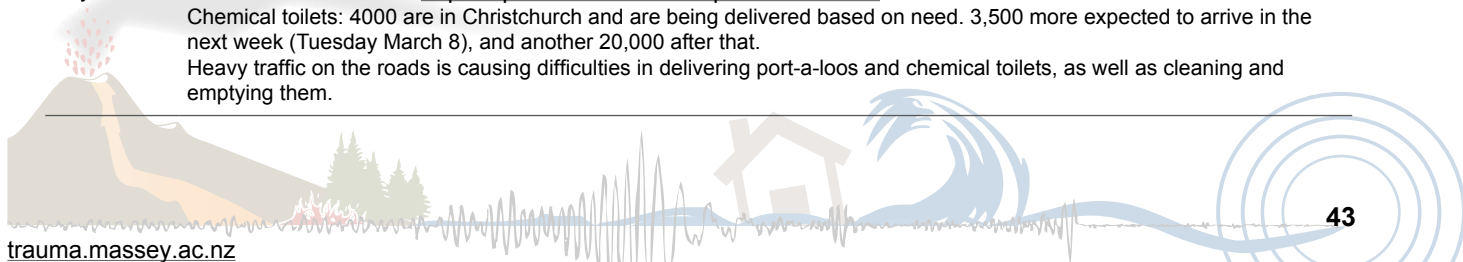 Chemical toilets: 4000 are in Christchurch and are being delivered based on need. 3,500 more expected to arrive in the
next week (Tuesday March 8), and another 20,000 after that.
Heavy traffic on the roads is causing difficulties in delivering port-a-loos and chemical toilets, as well as cleaning and
emptying them.
43
trauma.massey.ac.nz